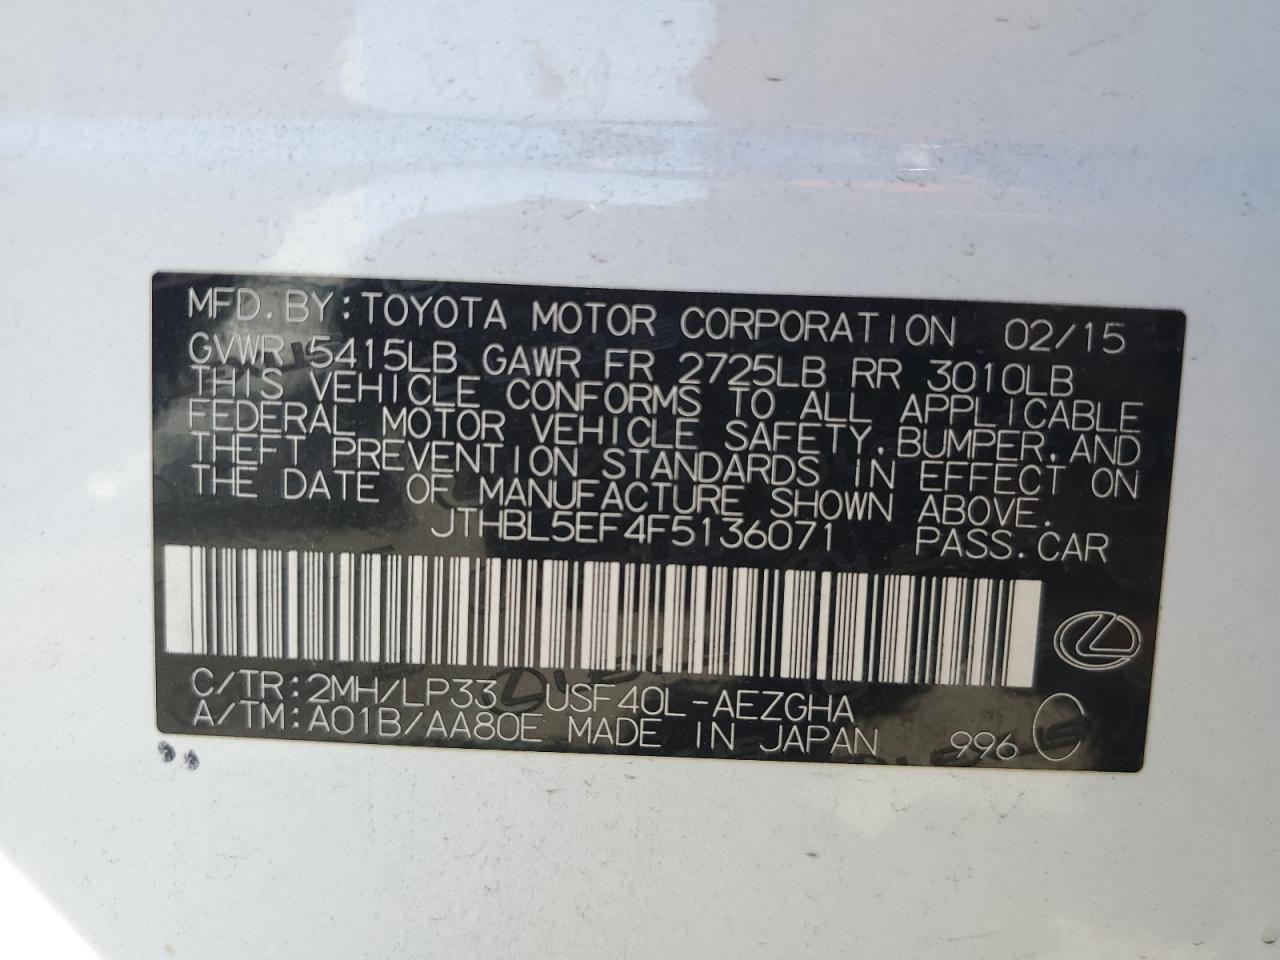 MFD. BY: TOYOTA MOTOR CORPORATION 02/15
GVWR 5415LB GAWR FR 2725LB RR 3010LB
THIS VEHICLE CONFORMS TO ALL APPLICABLE
FEDERAL MOTOR VEHICLE SAFETY, BUMPER, AND
THEFT PREVENTION STANDARDS IN EFFECT ON
THE DATE OF MANUFACTURE SHOWN ABOVE.
JTHBL5EF4F5136071 PASS. CAR
C/TR: 2MH/LP33 USF40L-AEZGHA
A/TM: A01B/AA80E MADE IN JAPAN 996 C